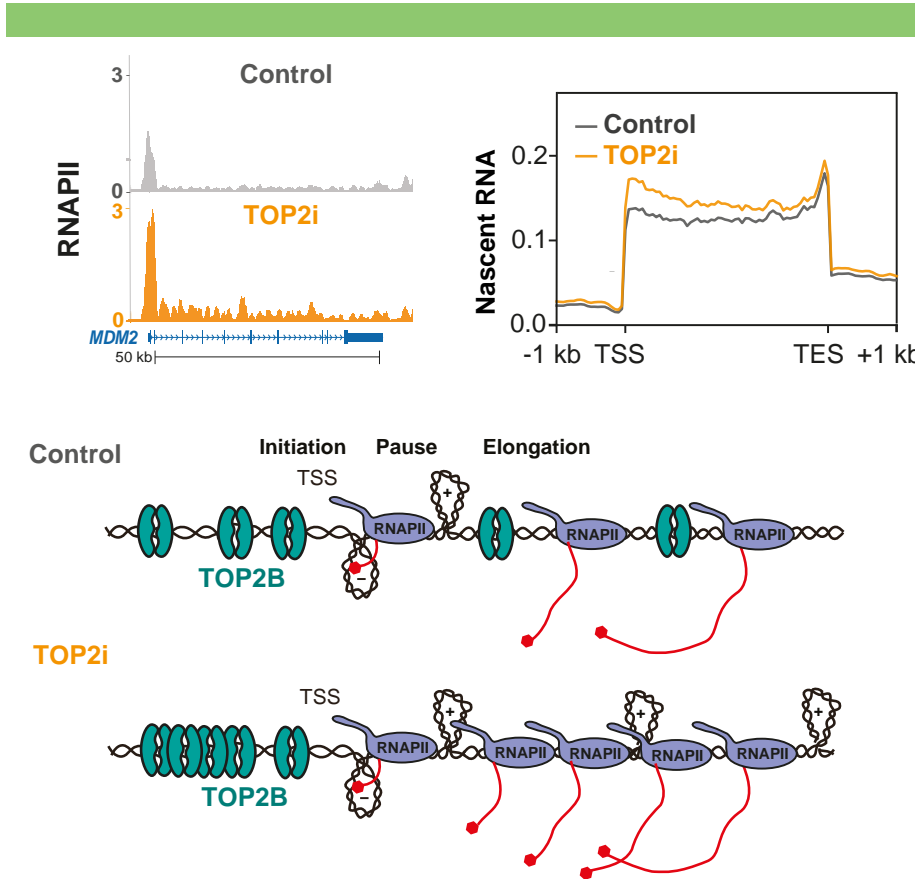 Control
3
RNAPII
0
TOP2i
3
0
MDM2
50 kb
Nascent RNA
Control
TOP2i
0.2
0.1
0.0
-1 kb TSS TES +1 kb
Control
Initiation Pause Elongation
TSS
+
RNAPII RNAPII RNAPII
TOP2B
–
TOP2i
TSS
+ + +
RNAPII RNAPII RNAPII RNAPII RNAPII
TOP2B
–